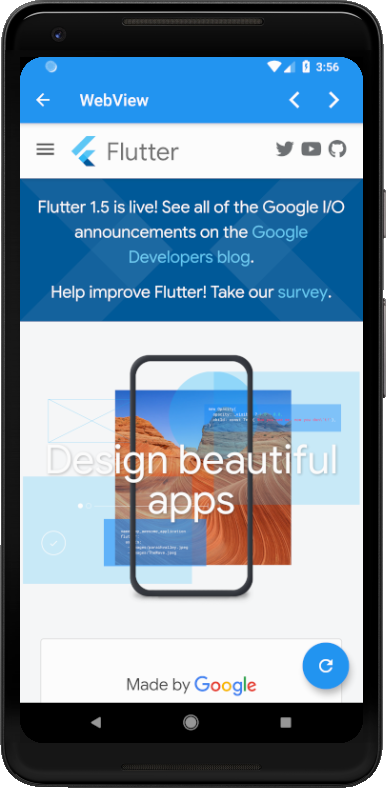 3:56
WebView
Flutter
Flutter 1.5 is live! See all of the Google I/O
announcements on the Google
Developers blog.
Help improve Flutter! Take our survey.
Design beautiful
apps
Made by Google